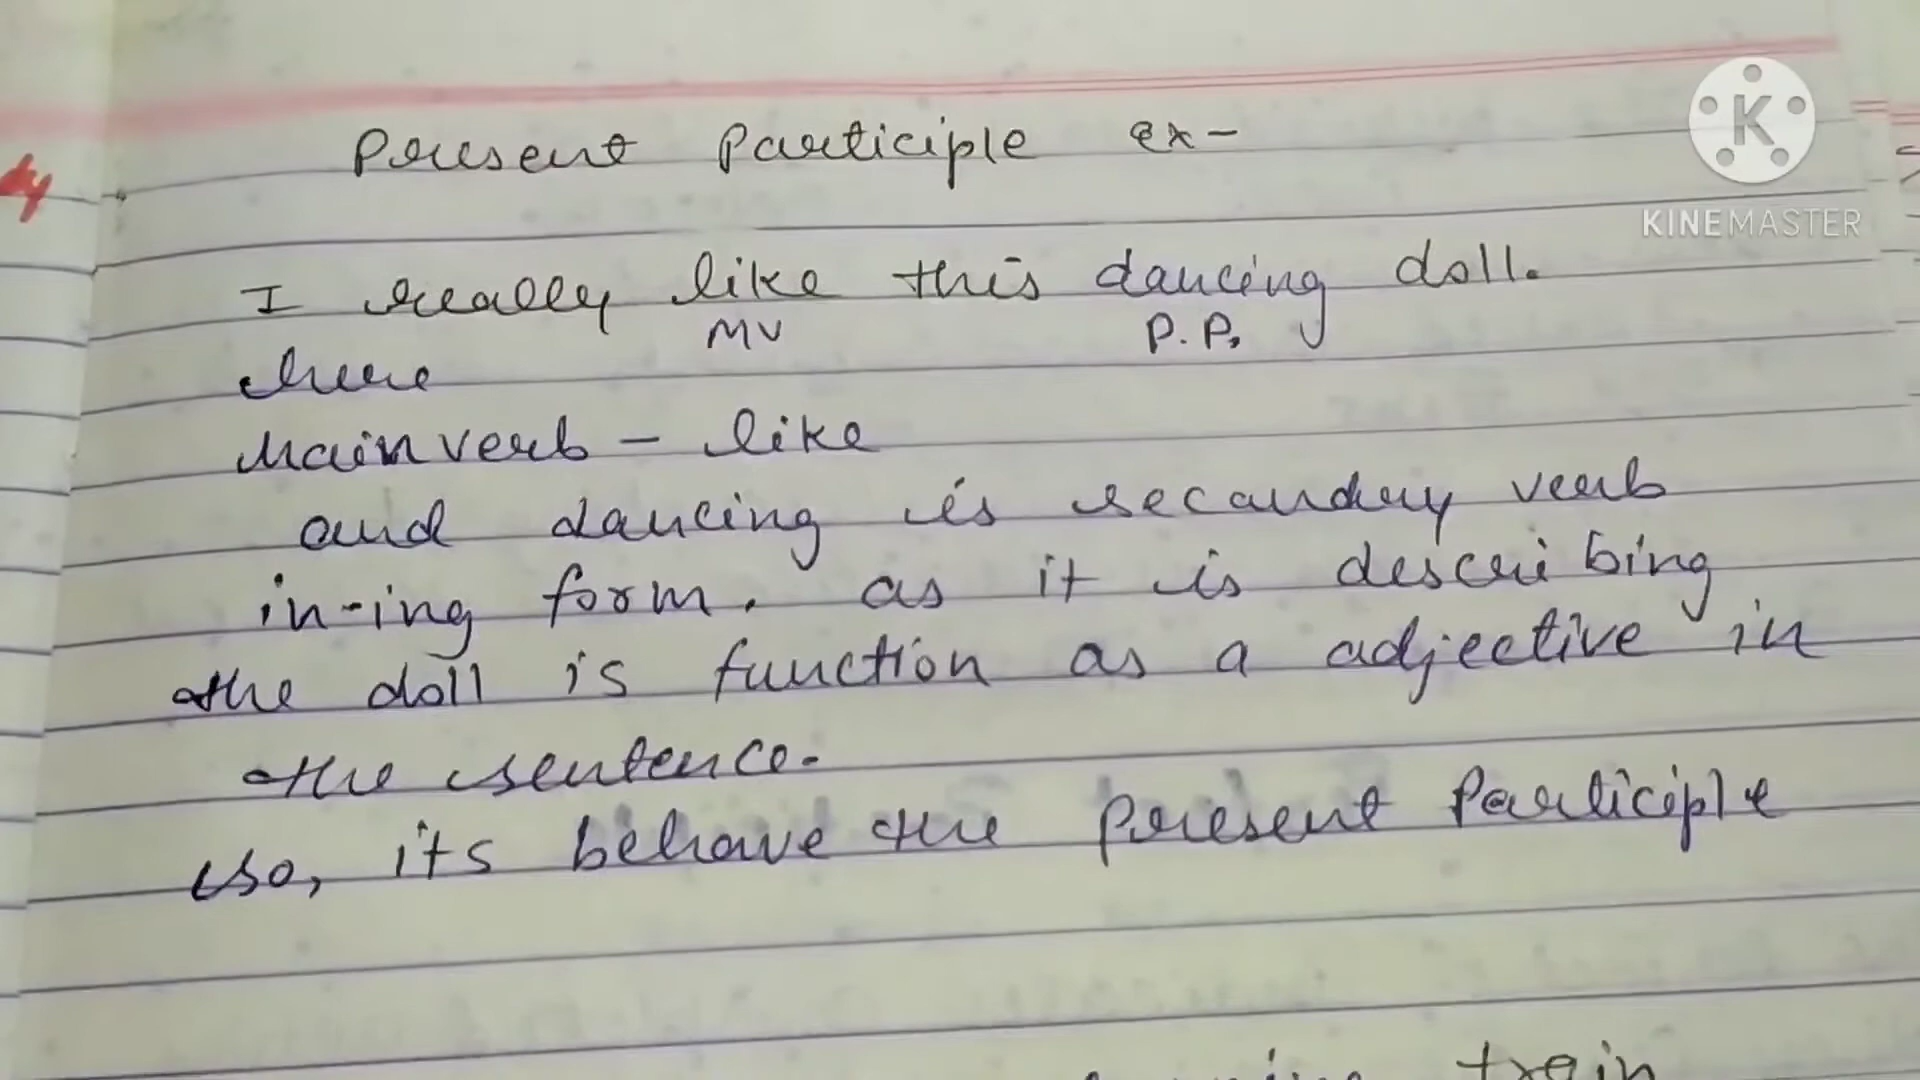 Present Participle ex-
I really like this dancing doll.
MV P.P.
here
Main verb - like
and dancing is secandry verb
in-ing form. as it is describing
the doll is function as a adjective in
the sentence.
so, its behave the present Participle
train
K
KINEMASTER